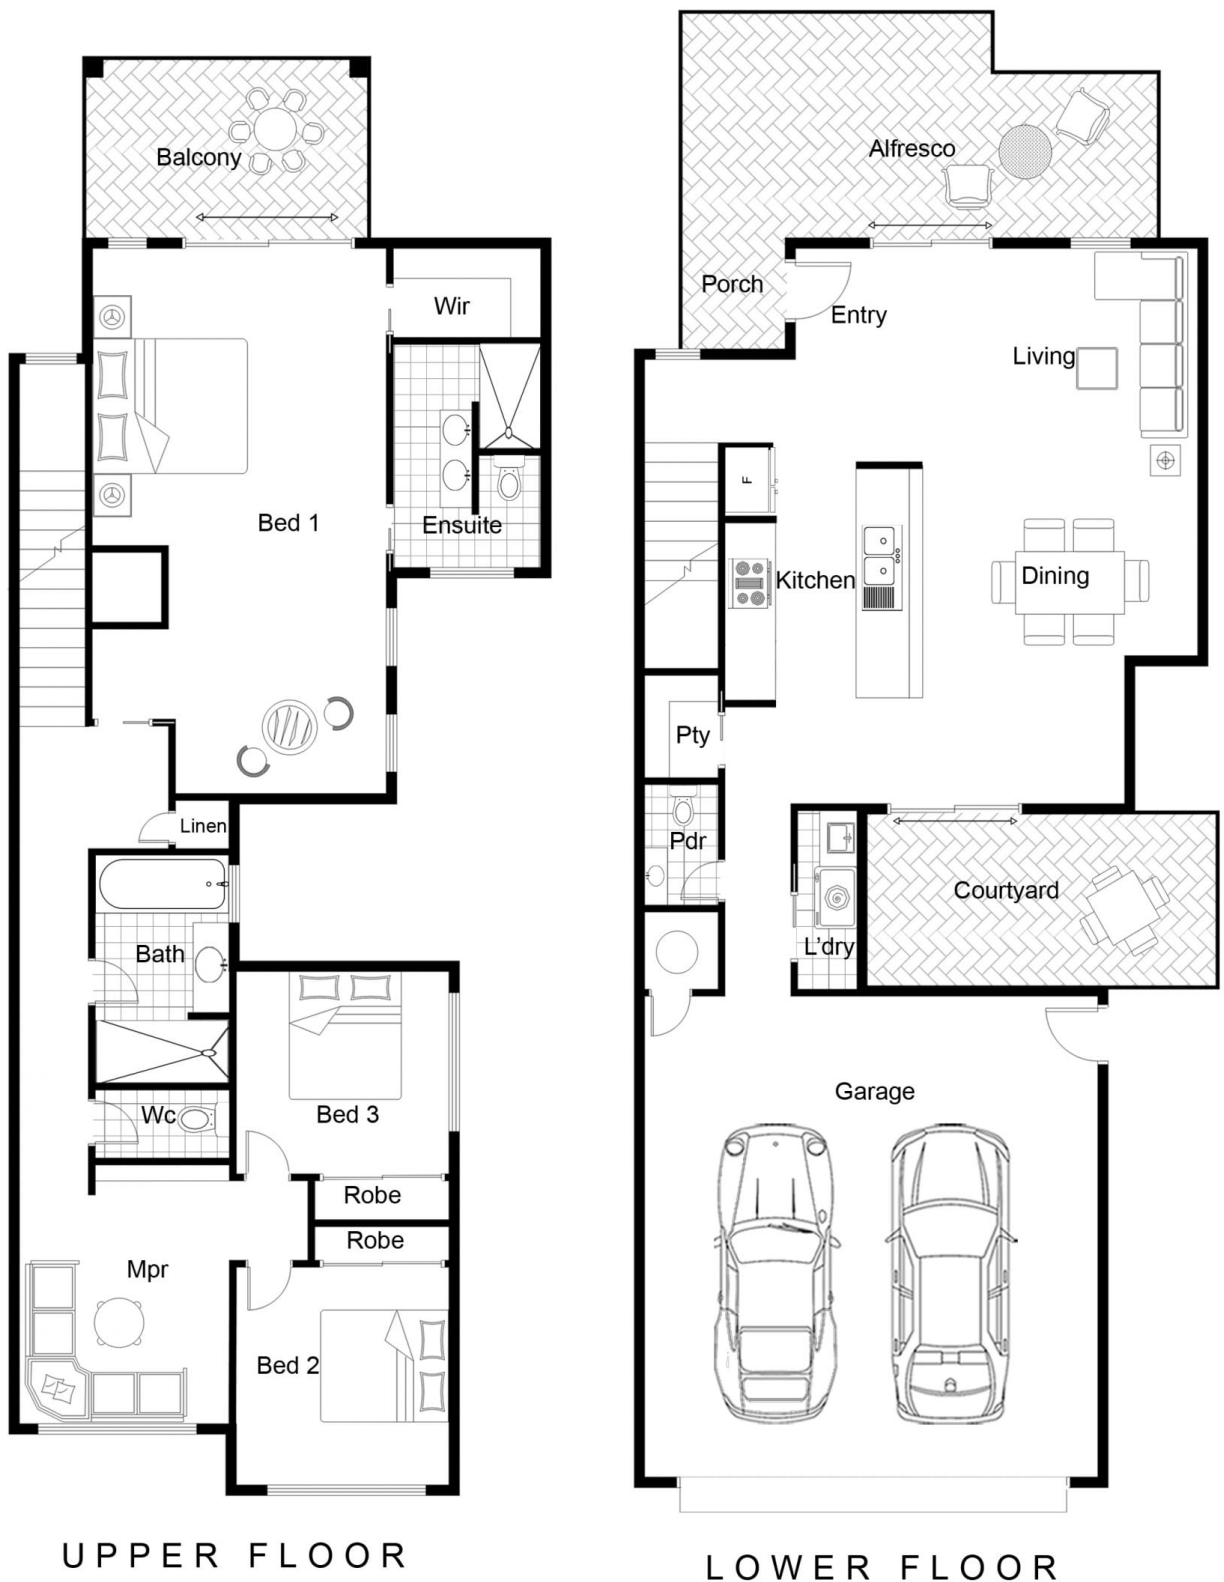 Balcony
Wir
Bed 1
Ensuite
Linen
Bath
Wc
Bed 3
Robe
Robe
Mpr
Bed 2
UPPER FLOOR
Alfresco
Porch
Entry
Living
F
Kitchen
Dining
Pty
Pdr
Courtyard
L'dry
Garage
LOWER FLOOR